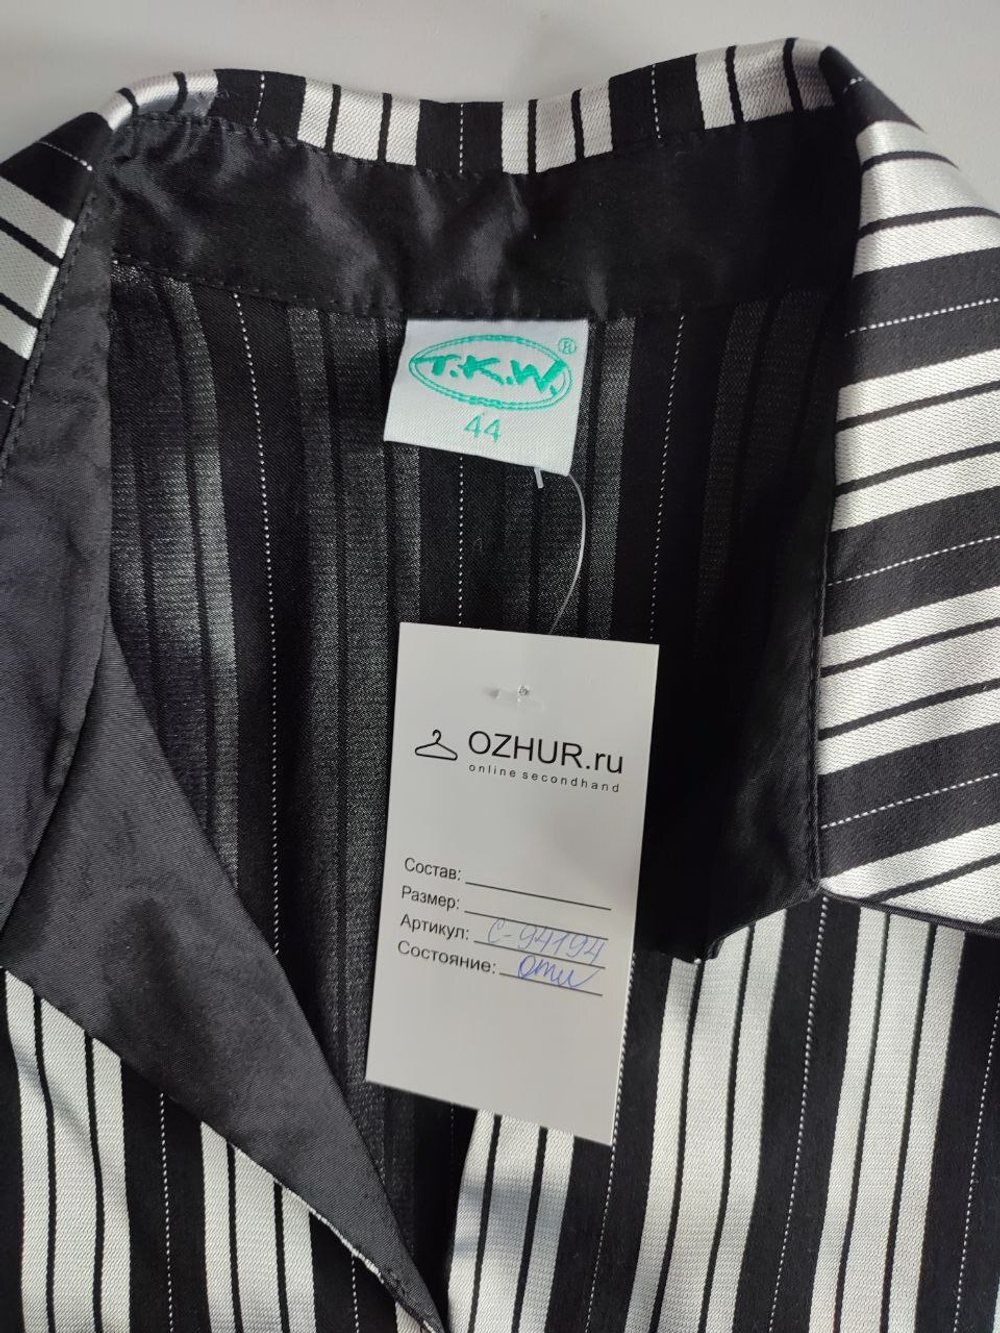 T.K.W.®
44
OZHUR.ru
online secondhand
Состав:
Размер:
Артикул: С-94194
Состояние: отл